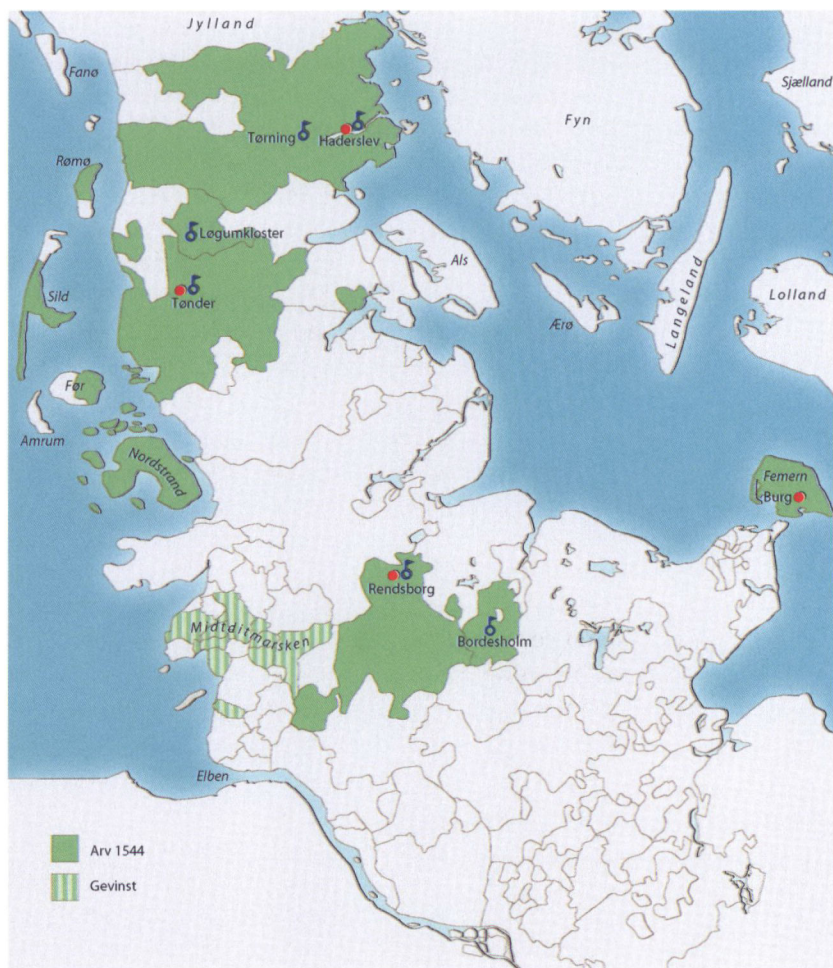 Jylland
Fanø
Sjælland
Fyn
Tørning
Haderslev
Rømø
Løgumkloster
Als
Sild
Tønder
Ærø
Langeland
Lolland
Før
Amrum
Nordstrand
Femern
Burg
Rendsborg
Midtditmarsken
Bordesholm
Elben
Arv 1544
Gevinst